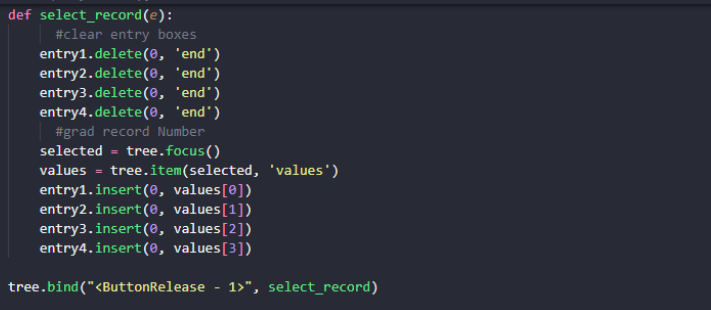 def select_record(e):
#clear entry boxes
entry1.delete(0, 'end')
entry2.delete(0, 'end')
entry3.delete(0, 'end')
entry4.delete(0, 'end')
#grad record Number
selected = tree.focus()
values = tree.item(selected, 'values')
entry1.insert(0, values[0])
entry2.insert(0, values[1])
entry3.insert(0, values[2])
entry4.insert(0, values[3])
tree.bind("<ButtonRelease - 1>", select_record)